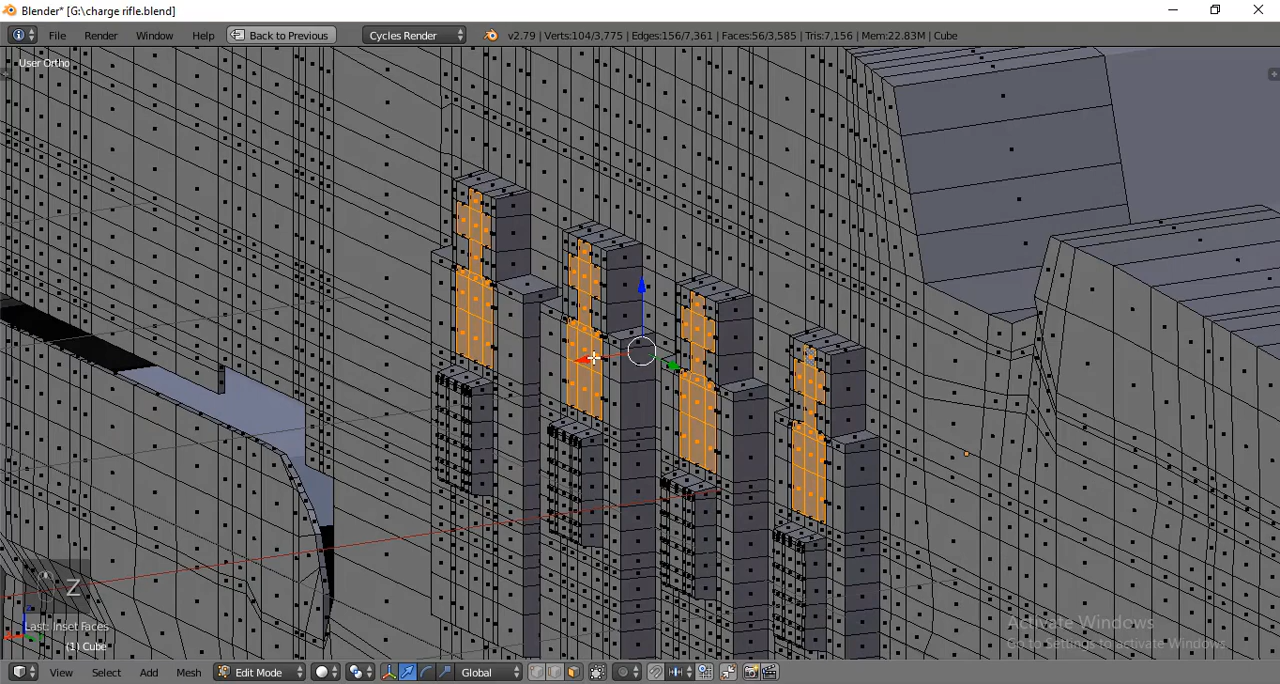 Blender* [G:\charge rifle.blend]
File Render Window Help Back to Previous Cycles Render v2.79 | Verts:104/3,775 | Edges:156/7,361 | Faces:56/3,585 | Tris:7,156 | Mem:22.83M | Cube
User Ortho
Z
Last: Inset Faces
(1) Cube
Activate Windows
Go to Settings to activate Windows.
View Select Add Mesh Edit Mode Global